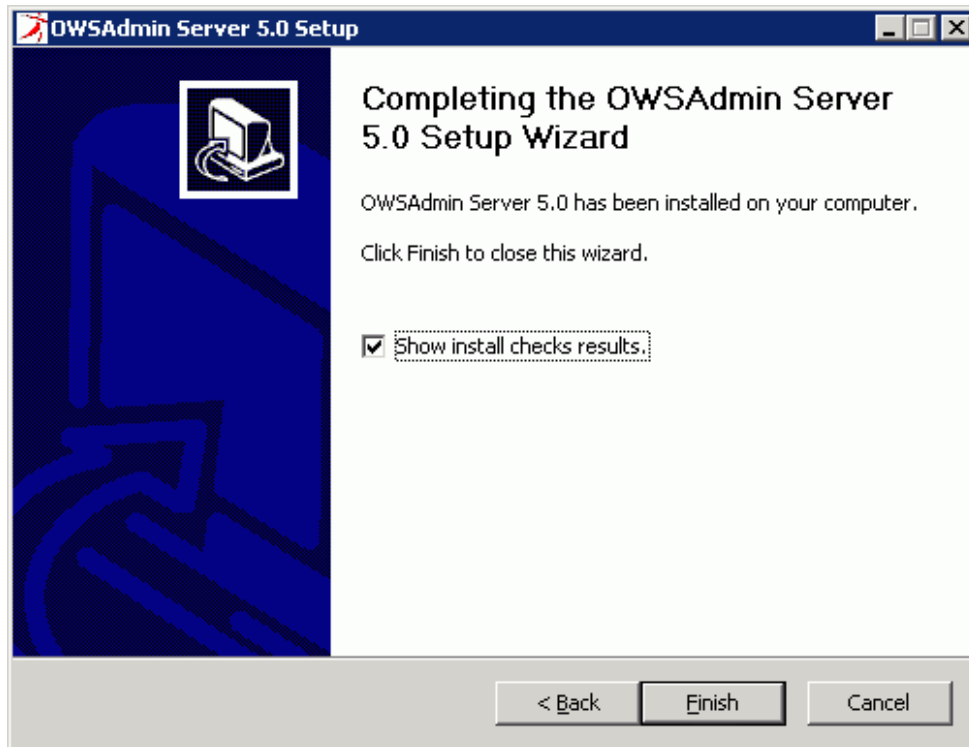 OWSAdmin Server 5.0 Setup
Completing the OWSAdmin Server
5.0 Setup Wizard
OWSAdmin Server 5.0 has been installed on your computer.
Click Finish to close this wizard.
Show install checks results.
< Back
Finish
Cancel